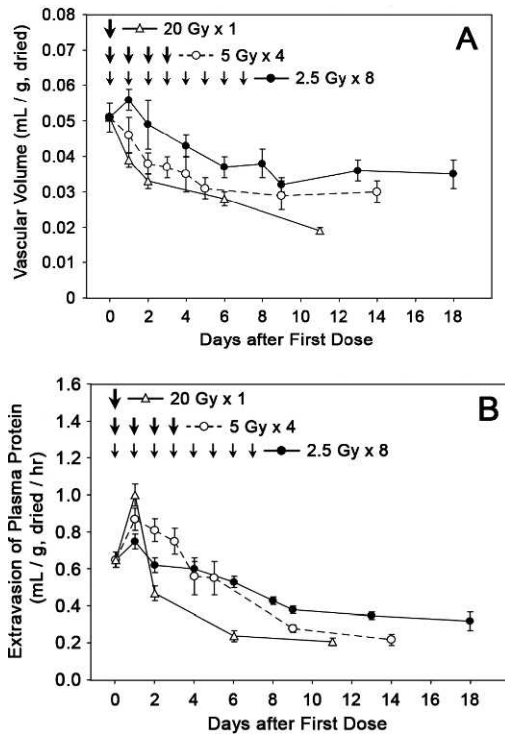 0.08
0.07
0.06
0.05
0.04
0.03
0.02
0.01
0
Vascular Volume (mL / g, dried)
A
20 Gy x 1
5 Gy x 4
2.5 Gy x 8
0 2 4 6 8 10 12 14 16 18
Days after First Dose
1.6
1.4
1.2
1.0
0.8
0.6
0.4
0.2
0.0
Extravasion of Plasma Protein
(mL / g, dried / hr)
B
20 Gy x 1
5 Gy x 4
2.5 Gy x 8
0 2 4 6 8 10 12 14 16 18
Days after First Dose